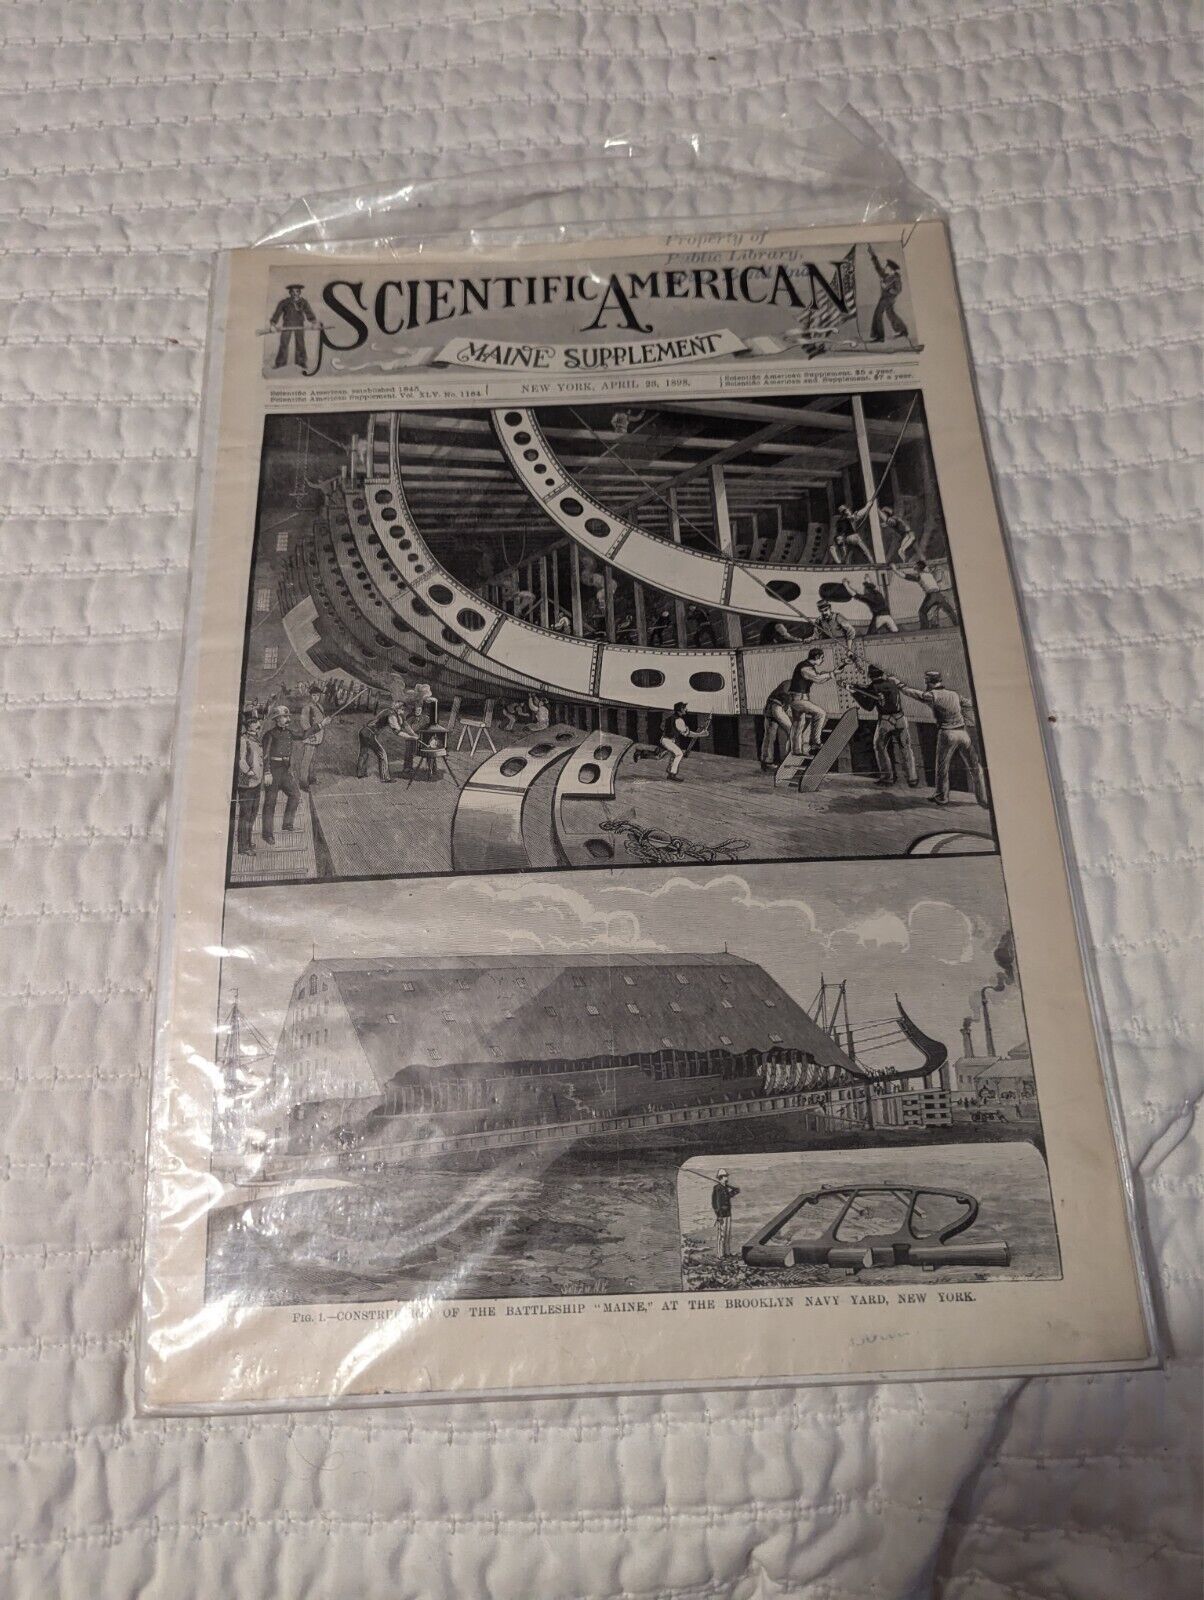 Property of
Public Library,
SCIENTIFIC AMERICAN
MAINE SUPPLEMENT
Scientific American established 1845.
Scientific American Supplement. Vol. XLV. No. 1164.
NEW YORK, APRIL 23, 1898.
Scientific American Supplement. $5 a year.
Scientific American and Supplement. $7 a year.
FIG. 1.—CONSTRUCTION OF THE BATTLESHIP "MAINE," AT THE BROOKLYN NAVY YARD, NEW YORK.